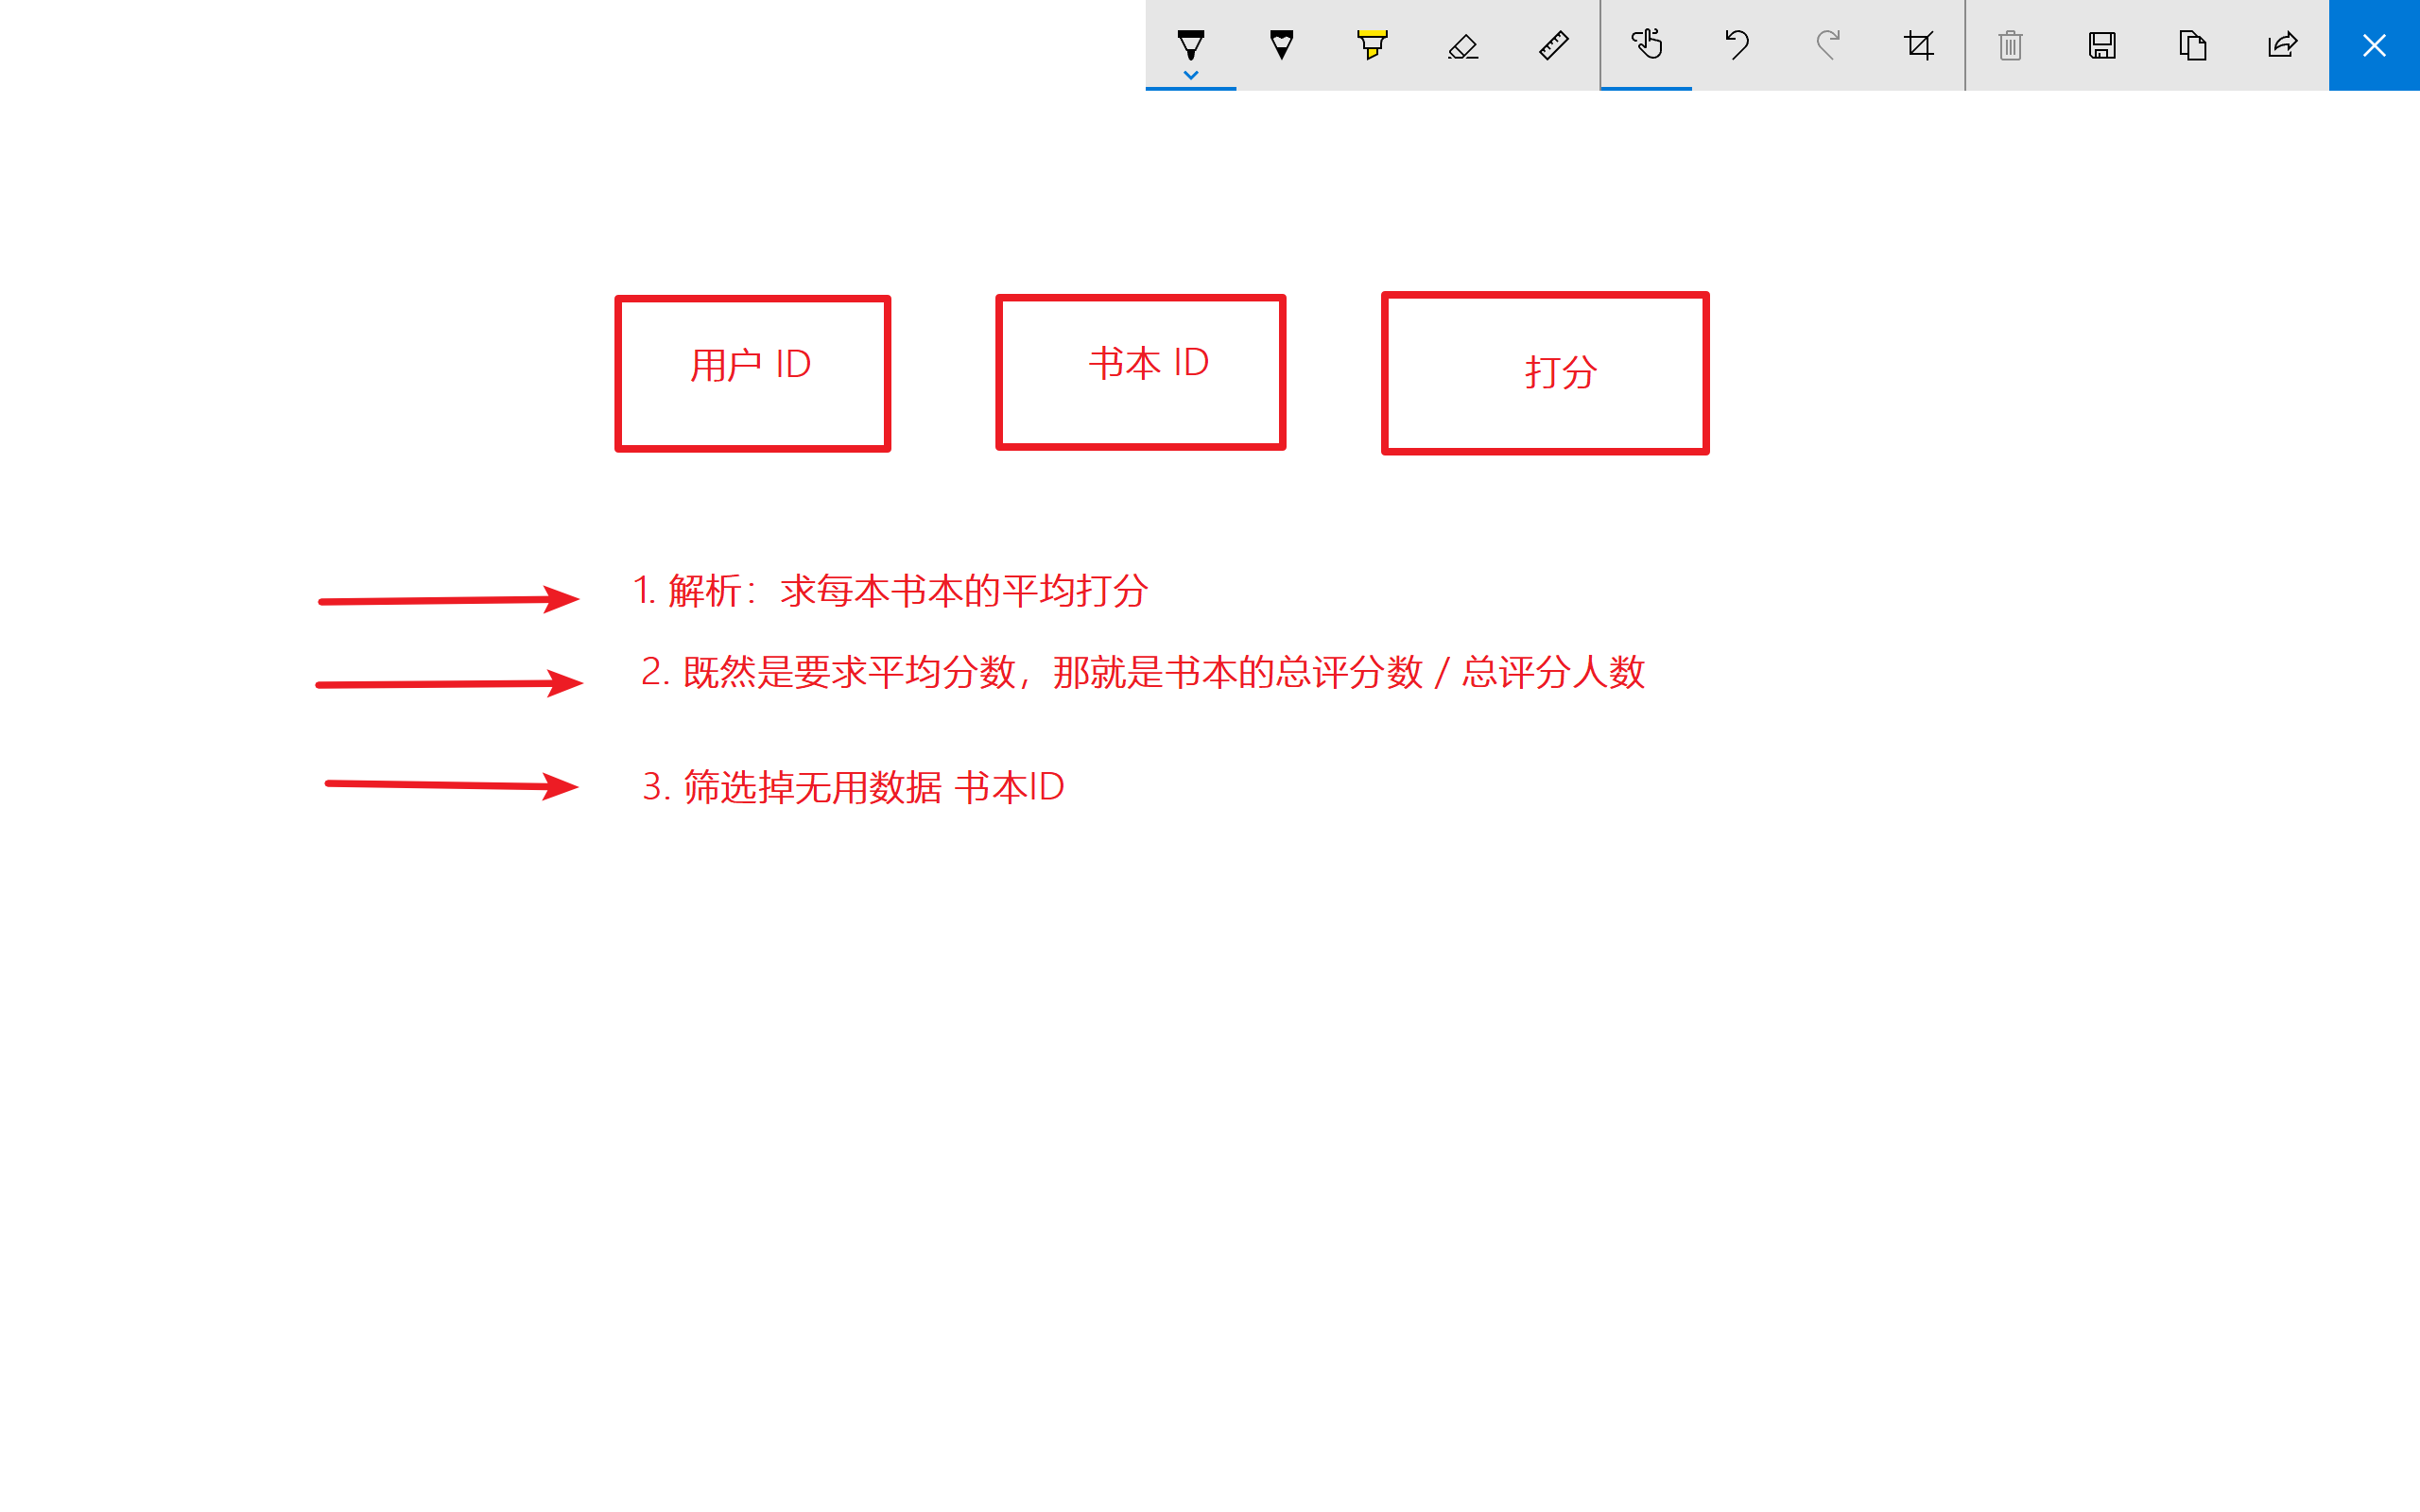 用户 ID
书本 ID
打分
1. 解析：求每本书本的平均打分
2. 既然是要求平均分数，那就是书本的总评分数 / 总评分人数
3. 筛选掉无用数据 书本ID